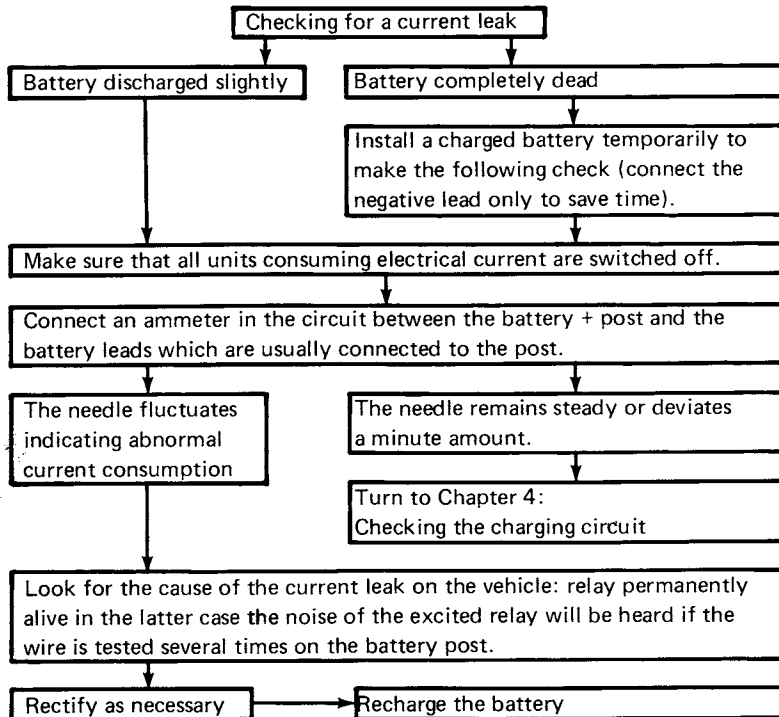 Checking for a current leak
Battery discharged slightly
Battery completely dead
Install a charged battery temporarily to
make the following check (connect the
negative lead only to save time).
Make sure that all units consuming electrical current are switched off.
Connect an ammeter in the circuit between the battery + post and the
battery leads which are usually connected to the post.
The needle fluctuates
indicating abnormal
current consumption
The needle remains steady or deviates
a minute amount.
Turn to Chapter 4:
Checking the charging circuit
Look for the cause of the current leak on the vehicle: relay permanently
alive in the latter case the noise of the excited relay will be heard if the
wire is tested several times on the battery post.
Rectify as necessary
Recharge the battery